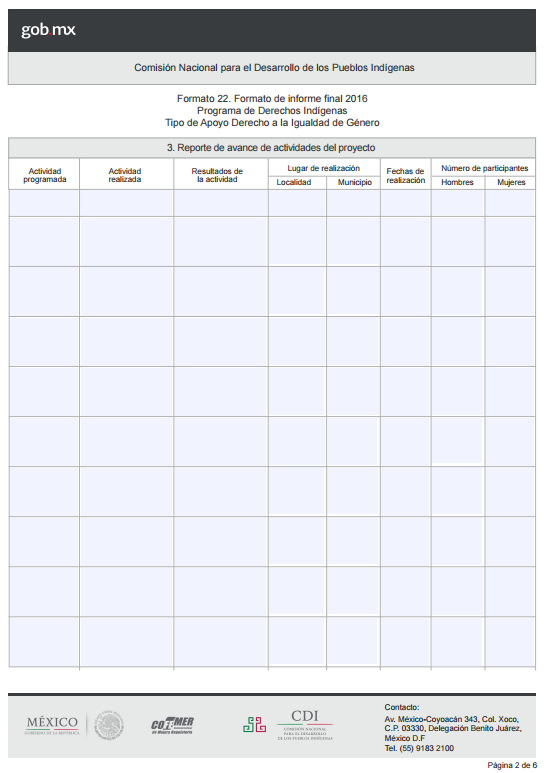 gob.mx
Comisión Nacional para el Desarrollo de los Pueblos Indígenas
Formato 22. Formato de informe final 2016
Programa de Derechos Indígenas
Tipo de Apoyo Derecho a la Igualdad de Género
3. Reporte de avance de actividades del proyecto
Actividad programada
Actividad realizada
Resultados de la actividad
Lugar de realización
Localidad
Municipio
Fechas de realización
Número de participantes
Hombres
Mujeres
MÉXICO
GOBIERNO DE LA REPÚBLICA
COFEMER
CDI
COMISIÓN NACIONAL
PARA EL DESARROLLO
DE LOS PUEBLOS INDÍGENAS
Contacto:
Av. México-Coyoacán 343, Col. Xoco,
C.P. 03330, Delegación Benito Juárez,
México D.F
Tel. (55) 9183 2100
Página 2 de 6